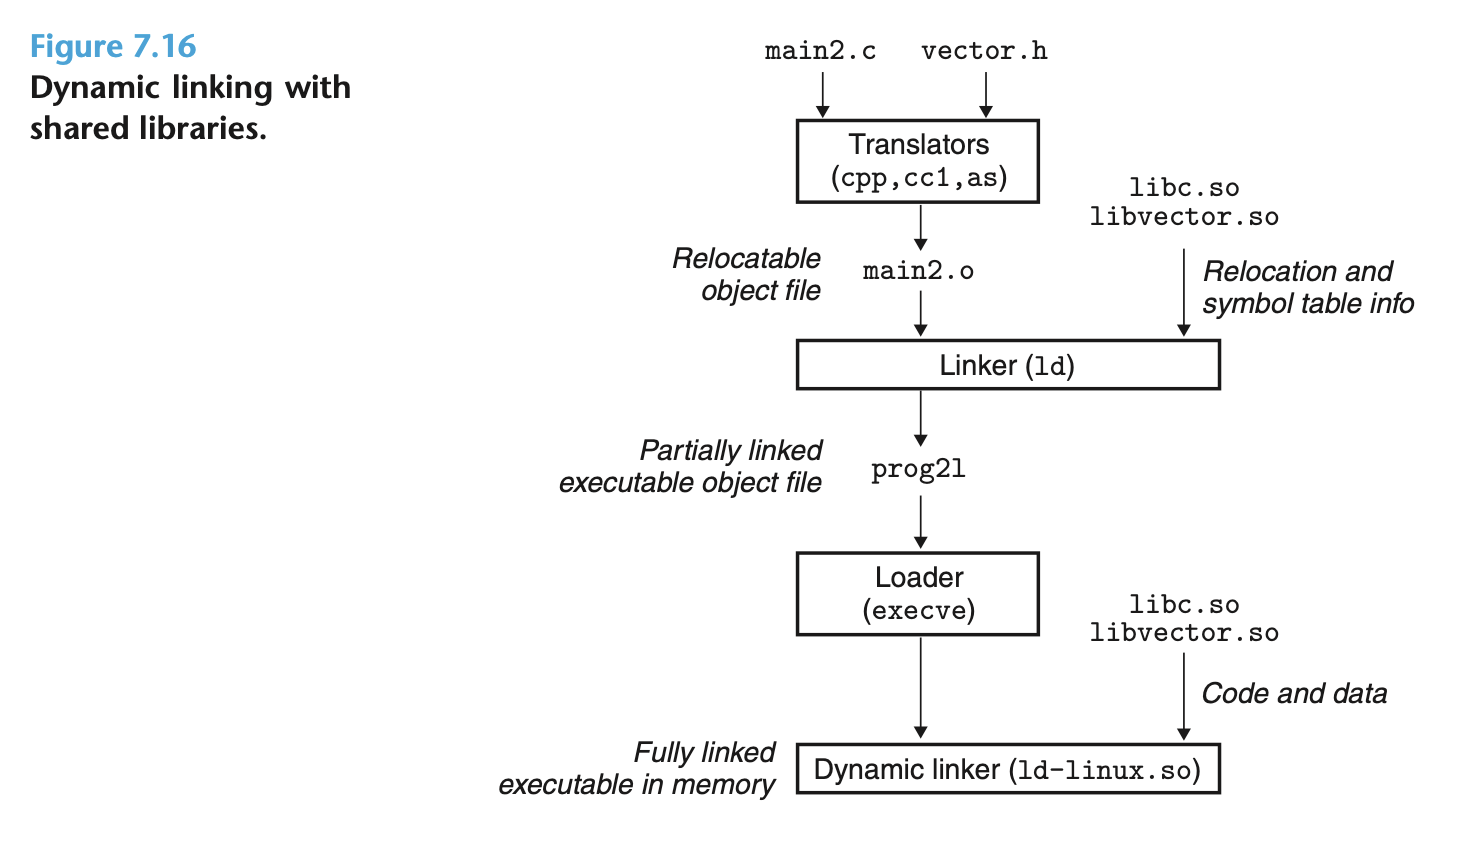 Figure 7.16
Dynamic linking with
shared libraries.
main2.c vector.h
Translators
(cpp,cc1,as)
libc.so
libvector.so
Relocatable
object file
main2.o
Relocation and
symbol table info
Linker (ld)
Partially linked
executable object file
prog2l
Loader
(execve)
libc.so
libvector.so
Code and data
Fully linked
executable in memory
Dynamic linker (ld-linux.so)